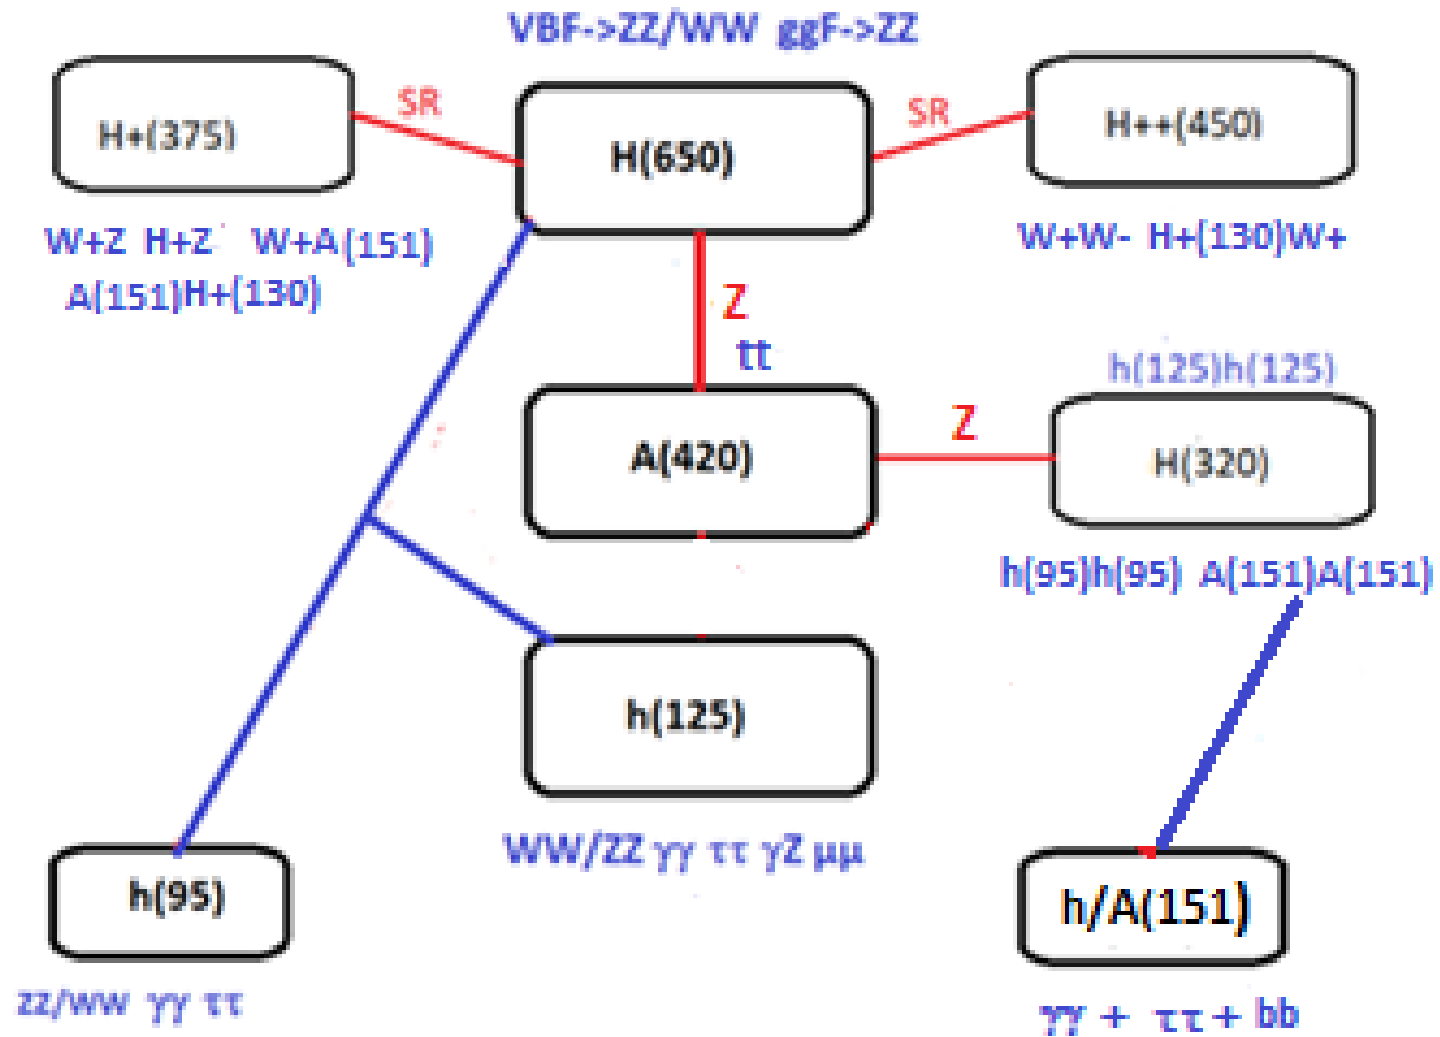 VBF->ZZ/WW ggF->ZZ
H+(375)
SR
H(650)
SR
H++(450)
W+Z H+Z W+A(151)
A(151)H+(130)
W+W- H+(130)W+
Z
tt
h(125)h(125)
A(420)
Z
H(320)
h(95)h(95) A(151)A(151)
h(125)
WW/ZZ γγ ττ γZ μμ
h(95)
h/A(151)
ZZ/WW γγ ττ
γγ + ττ + bb